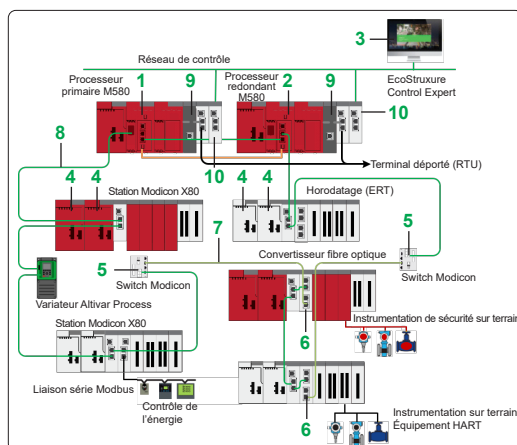 3
Réseau de contrôle
Processeur
primaire M580
1
9
Processeur
redondant
M580
2
9
EcoStruxure
Control Expert
10
8
10
Terminal déporté (RTU)
4
4
Station Modicon X80
4
4
Horodatage (ERT)
5
7
Convertisseur fibre optique
5
Switch Modicon
Switch Modicon
Variateur Altivar Process
Station Modicon X80
6
Instrumentation de sécurité sur terrain
Liaison série Modbus
Contrôle de
l'énergie
6
Instrumentation sur terrain
Équipement HART